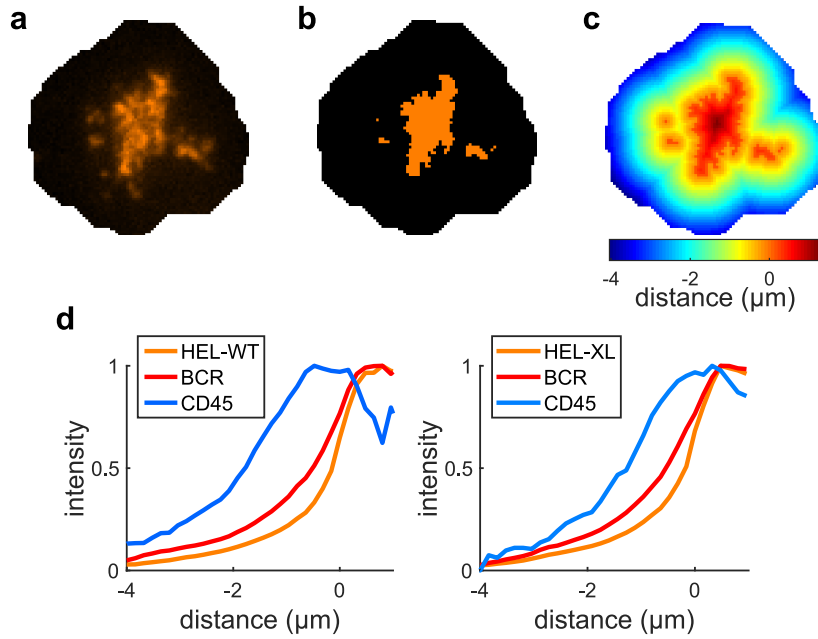 a
b
c
-4
-2
0
distance (µm)
d
HEL-WT
BCR
CD45
1
0.5
0
intensity
-4
-2
0
distance (µm)
HEL-XL
BCR
CD45
1
0.5
0
intensity
-4
-2
0
distance (µm)